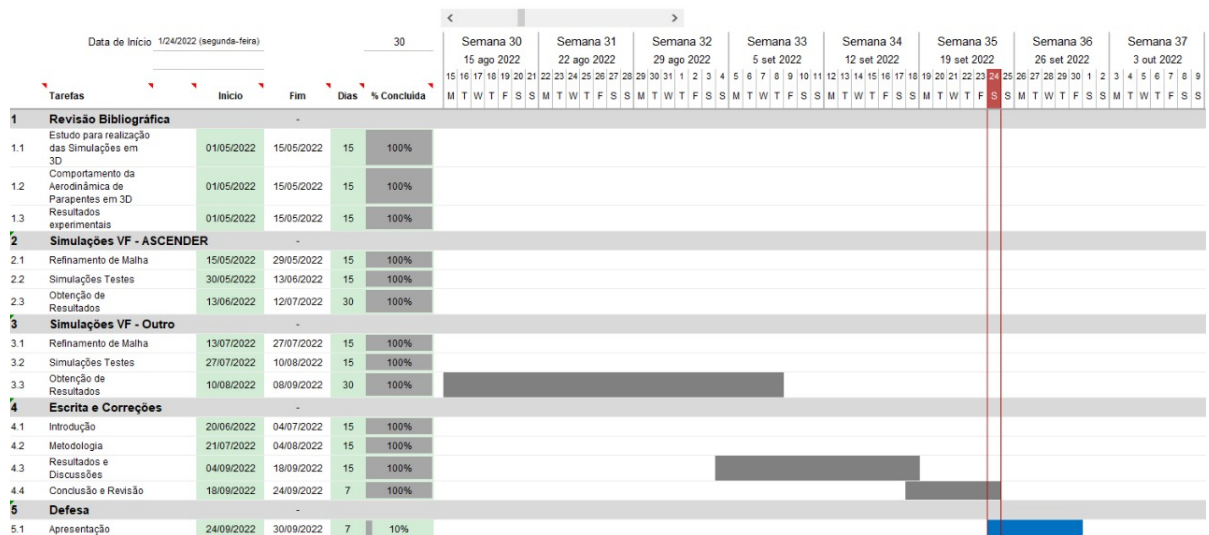 Data de Início 1/24/2022 (segunda-feira) 30
Semana 30 Semana 31 Semana 32 Semana 33 Semana 34 Semana 35 Semana 36 Semana 37
15 ago 2022 22 ago 2022 29 ago 2022 5 set 2022 12 set 2022 19 set 2022 26 set 2022 3 out 2022
15 16 17 18 19 20 21 22 23 24 25 26 27 28 29 30 31 1 2 3 4 5 6 7 8 9 10 11 12 13 14 15 16 17 18 19 20 21 22 23 24 25 26 27 28 29 30 1 2 3 4 5 6 7 8 9
Tarefas Início Fim Dias % Concluida M T W T F S S M T W T F S S M T W T F S S M T W T F S S M T W T F S S M T W T F S S M T W T F S S M T W T F S S
1 Revisão Bibliográfica -
1.1 Estudo para realização das Simulações em 3D 01/05/2022 15/05/2022 15 100%
1.2 Comportamento da Aerodinâmica de Parapentes em 3D 01/05/2022 15/05/2022 15 100%
1.3 Resultados experimentais 01/05/2022 15/05/2022 15 100%
2 Simulações VF - ASCENDER -
2.1 Refinamento de Malha 15/05/2022 29/05/2022 15 100%
2.2 Simulações Testes 30/05/2022 13/06/2022 15 100%
2.3 Obtenção de Resultados 13/06/2022 12/07/2022 30 100%
3 Simulações VF - Outro -
3.1 Refinamento de Malha 13/07/2022 27/07/2022 15 100%
3.2 Simulações Testes 27/07/2022 10/08/2022 15 100%
3.3 Obtenção de Resultados 10/08/2022 08/09/2022 30 100%
4 Escrita e Correções -
4.1 Introdução 20/06/2022 04/07/2022 15 100%
4.2 Metodologia 21/07/2022 04/08/2022 15 100%
4.3 Resultados e Discussões 04/09/2022 18/09/2022 15 100%
4.4 Conclusão e Revisão 18/09/2022 24/09/2022 7 100%
5 Defesa -
5.1 Apresentação 24/09/2022 30/09/2022 7 10%